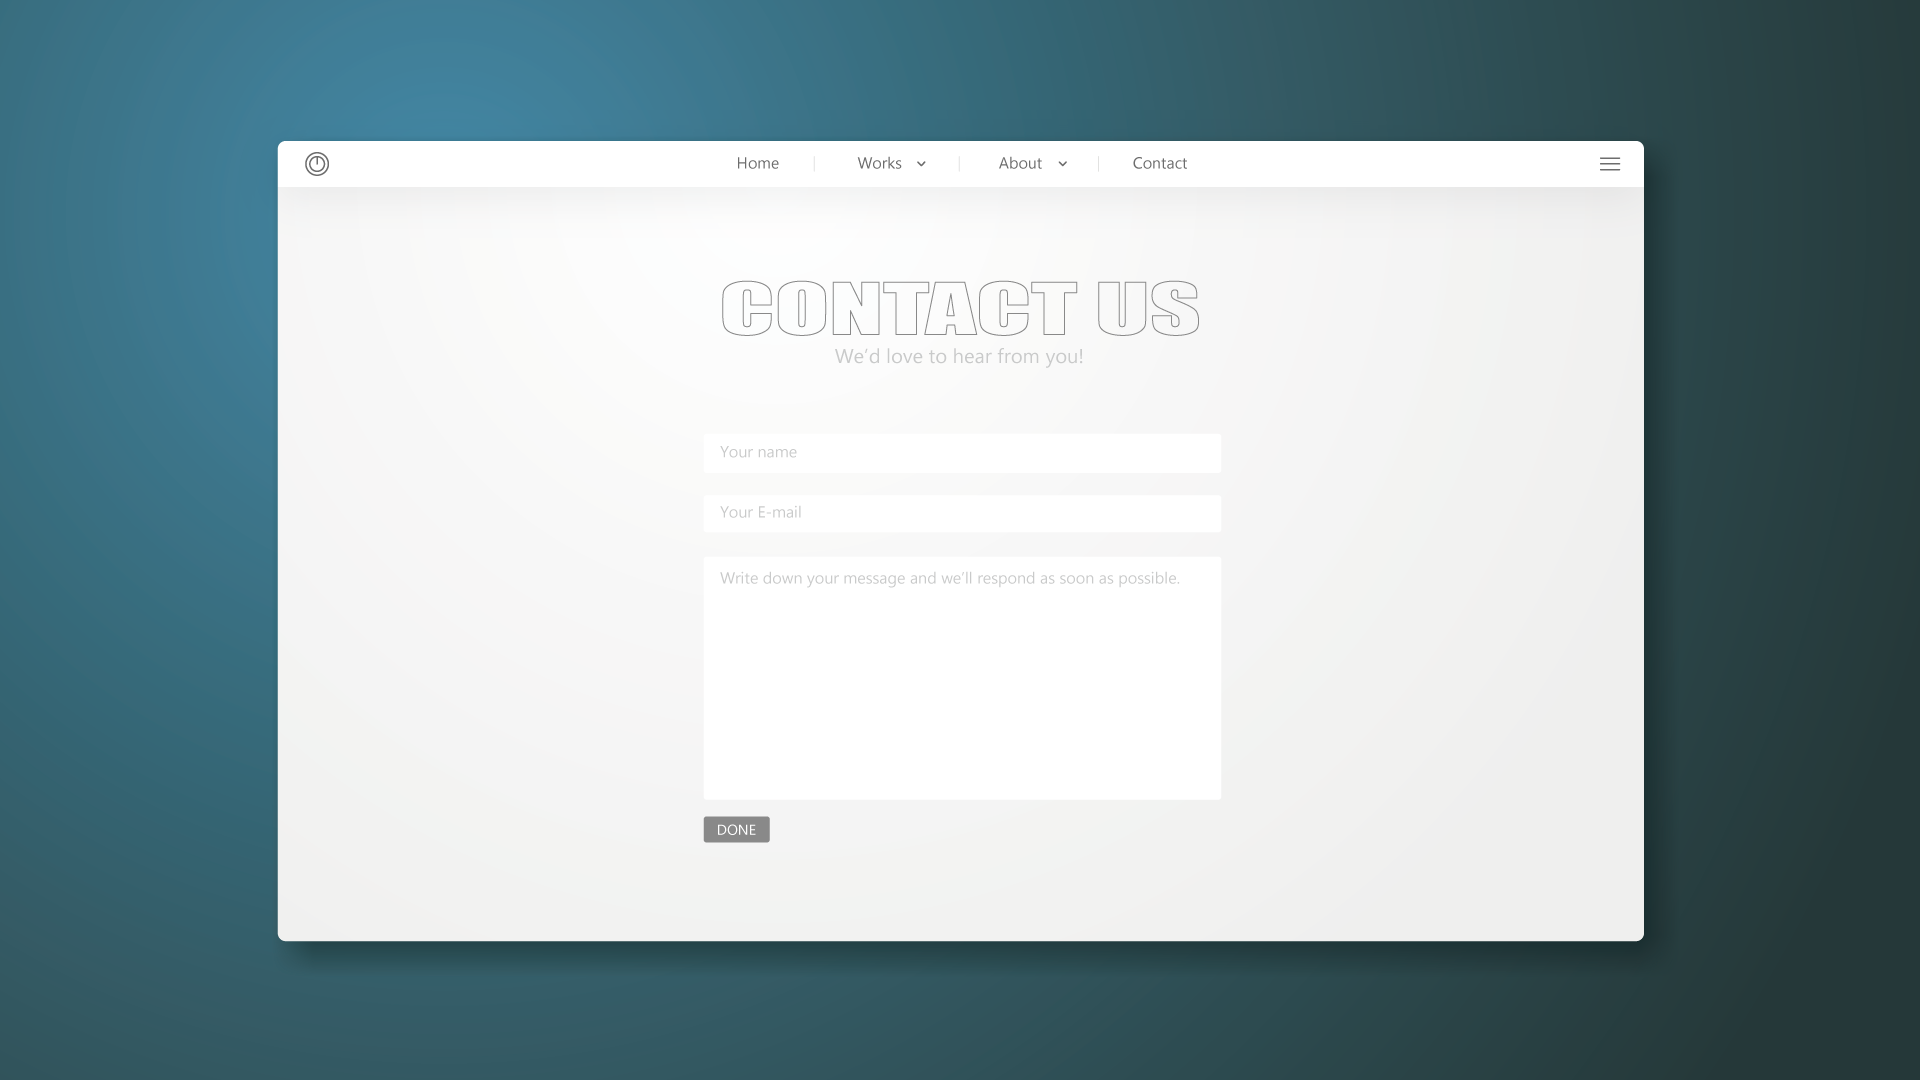 Home Works About Contact
CONTACT US
We’d love to hear from you!
Your name
Your E-mail
Write down your message and we’ll respond as soon as possible.
DONE